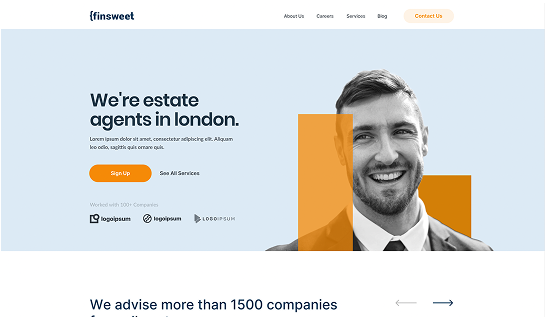 {finsweet
About Us
Careers
Services
Blog
Contact Us
We're estate
agents in london.
Lorem ipsum dolor sit amet, consectetur adipiscing elit. Aliquam
leo odio, sagittis quis ornare quis.
Sign Up
See All Services
Worked with 100+ Companies
logoipsum
logoipsum
LOGOIPSUM
We advise more than 1500 companies